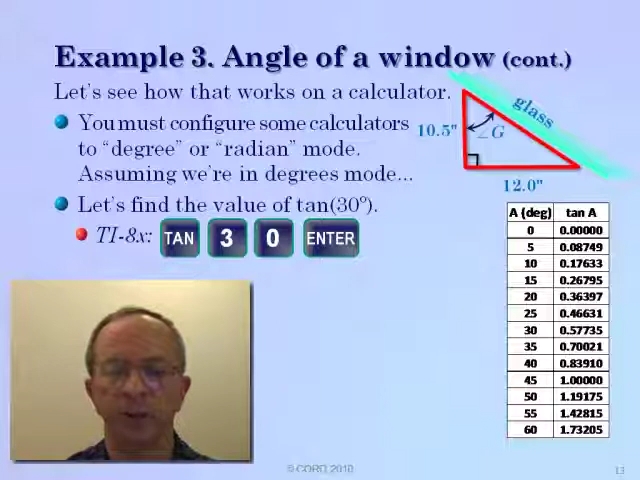 Example 3. Angle of a window (cont.)
Let's see how that works on a calculator.
You must configure some calculators
to “degree” or “radian” mode.
Assuming we're in degrees mode...
Let's find the value of tan(30°).
TI-8x: TAN 3 0 ENTER
glass
10.5"
∠G
12.0"
A (deg) tan A
0 0.00000
5 0.08749
10 0.17633
15 0.26795
20 0.36397
25 0.46631
30 0.57735
35 0.70021
40 0.83910
45 1.00000
50 1.19175
55 1.42815
60 1.73205
© CORD 2010
13